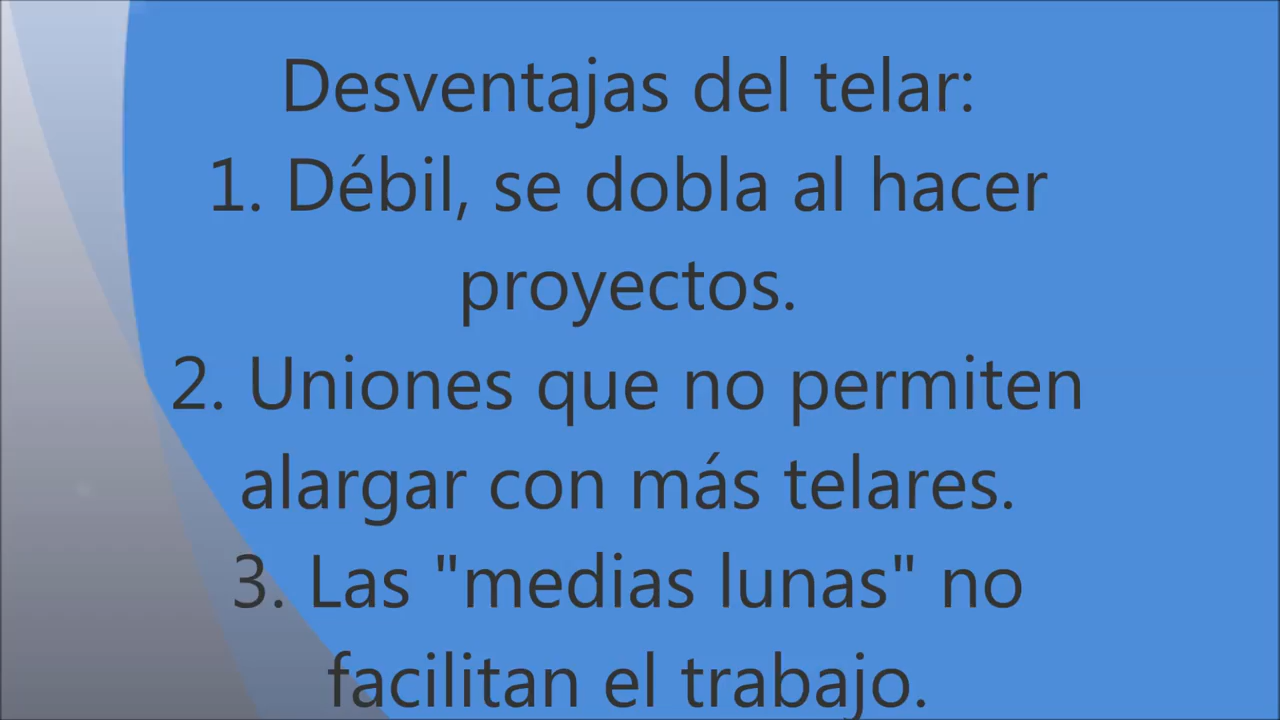 Desventajas del telar:
1. Débil, se dobla al hacer
proyectos.
2. Uniones que no permiten
alargar con más telares.
3. Las "medias lunas" no
facilitan el trabajo.